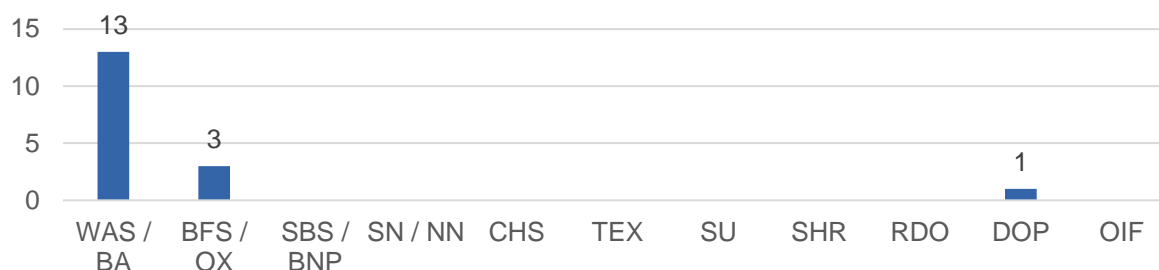 15
13
10
5
3
1
0
WAS / BA
BFS / OX
SBS / BNP
SN / NN
CHS
TEX
SU
SHR
RDO
DOP
OIF